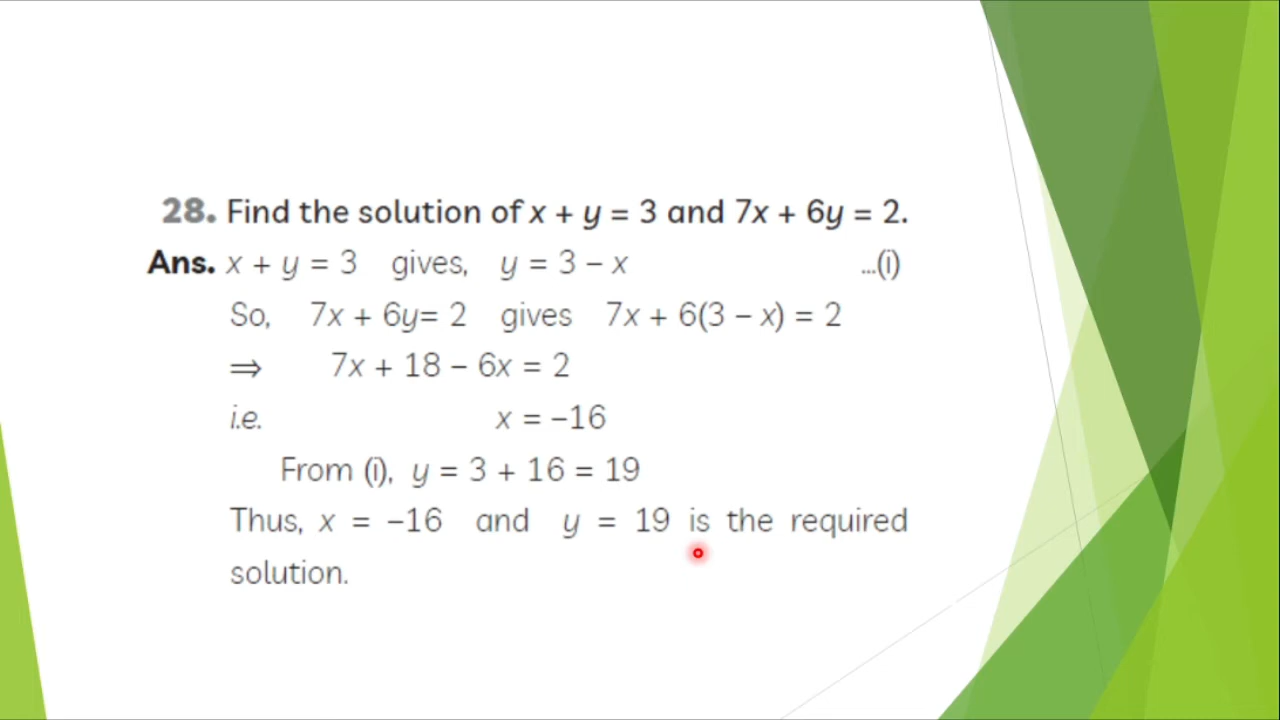 28. Find the solution of x + y = 3 and 7x + 6y = 2.
Ans. x + y = 3 gives, y = 3 – x ...(i)
So, 7x + 6y= 2 gives 7x + 6(3 – x) = 2
⇒ 7x + 18 – 6x = 2
i.e. x = –16
From (i), y = 3 + 16 = 19
Thus, x = –16 and y = 19 is the required
solution.